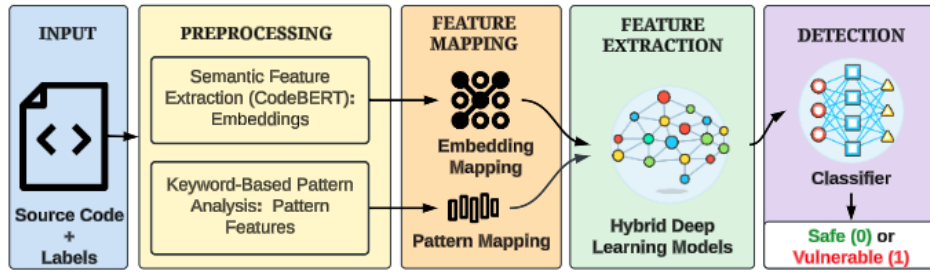 INPUT
Source Code
+
Labels
PREPROCESSING
Semantic Feature
Extraction (CodeBERT):
Embeddings
Keyword-Based Pattern
Analysis: Pattern
Features
FEATURE
MAPPING
Embedding
Mapping
Pattern Mapping
FEATURE
EXTRACTION
Hybrid Deep
Learning Models
DETECTION
Classifier
Safe (0) or
Vulnerable (1)